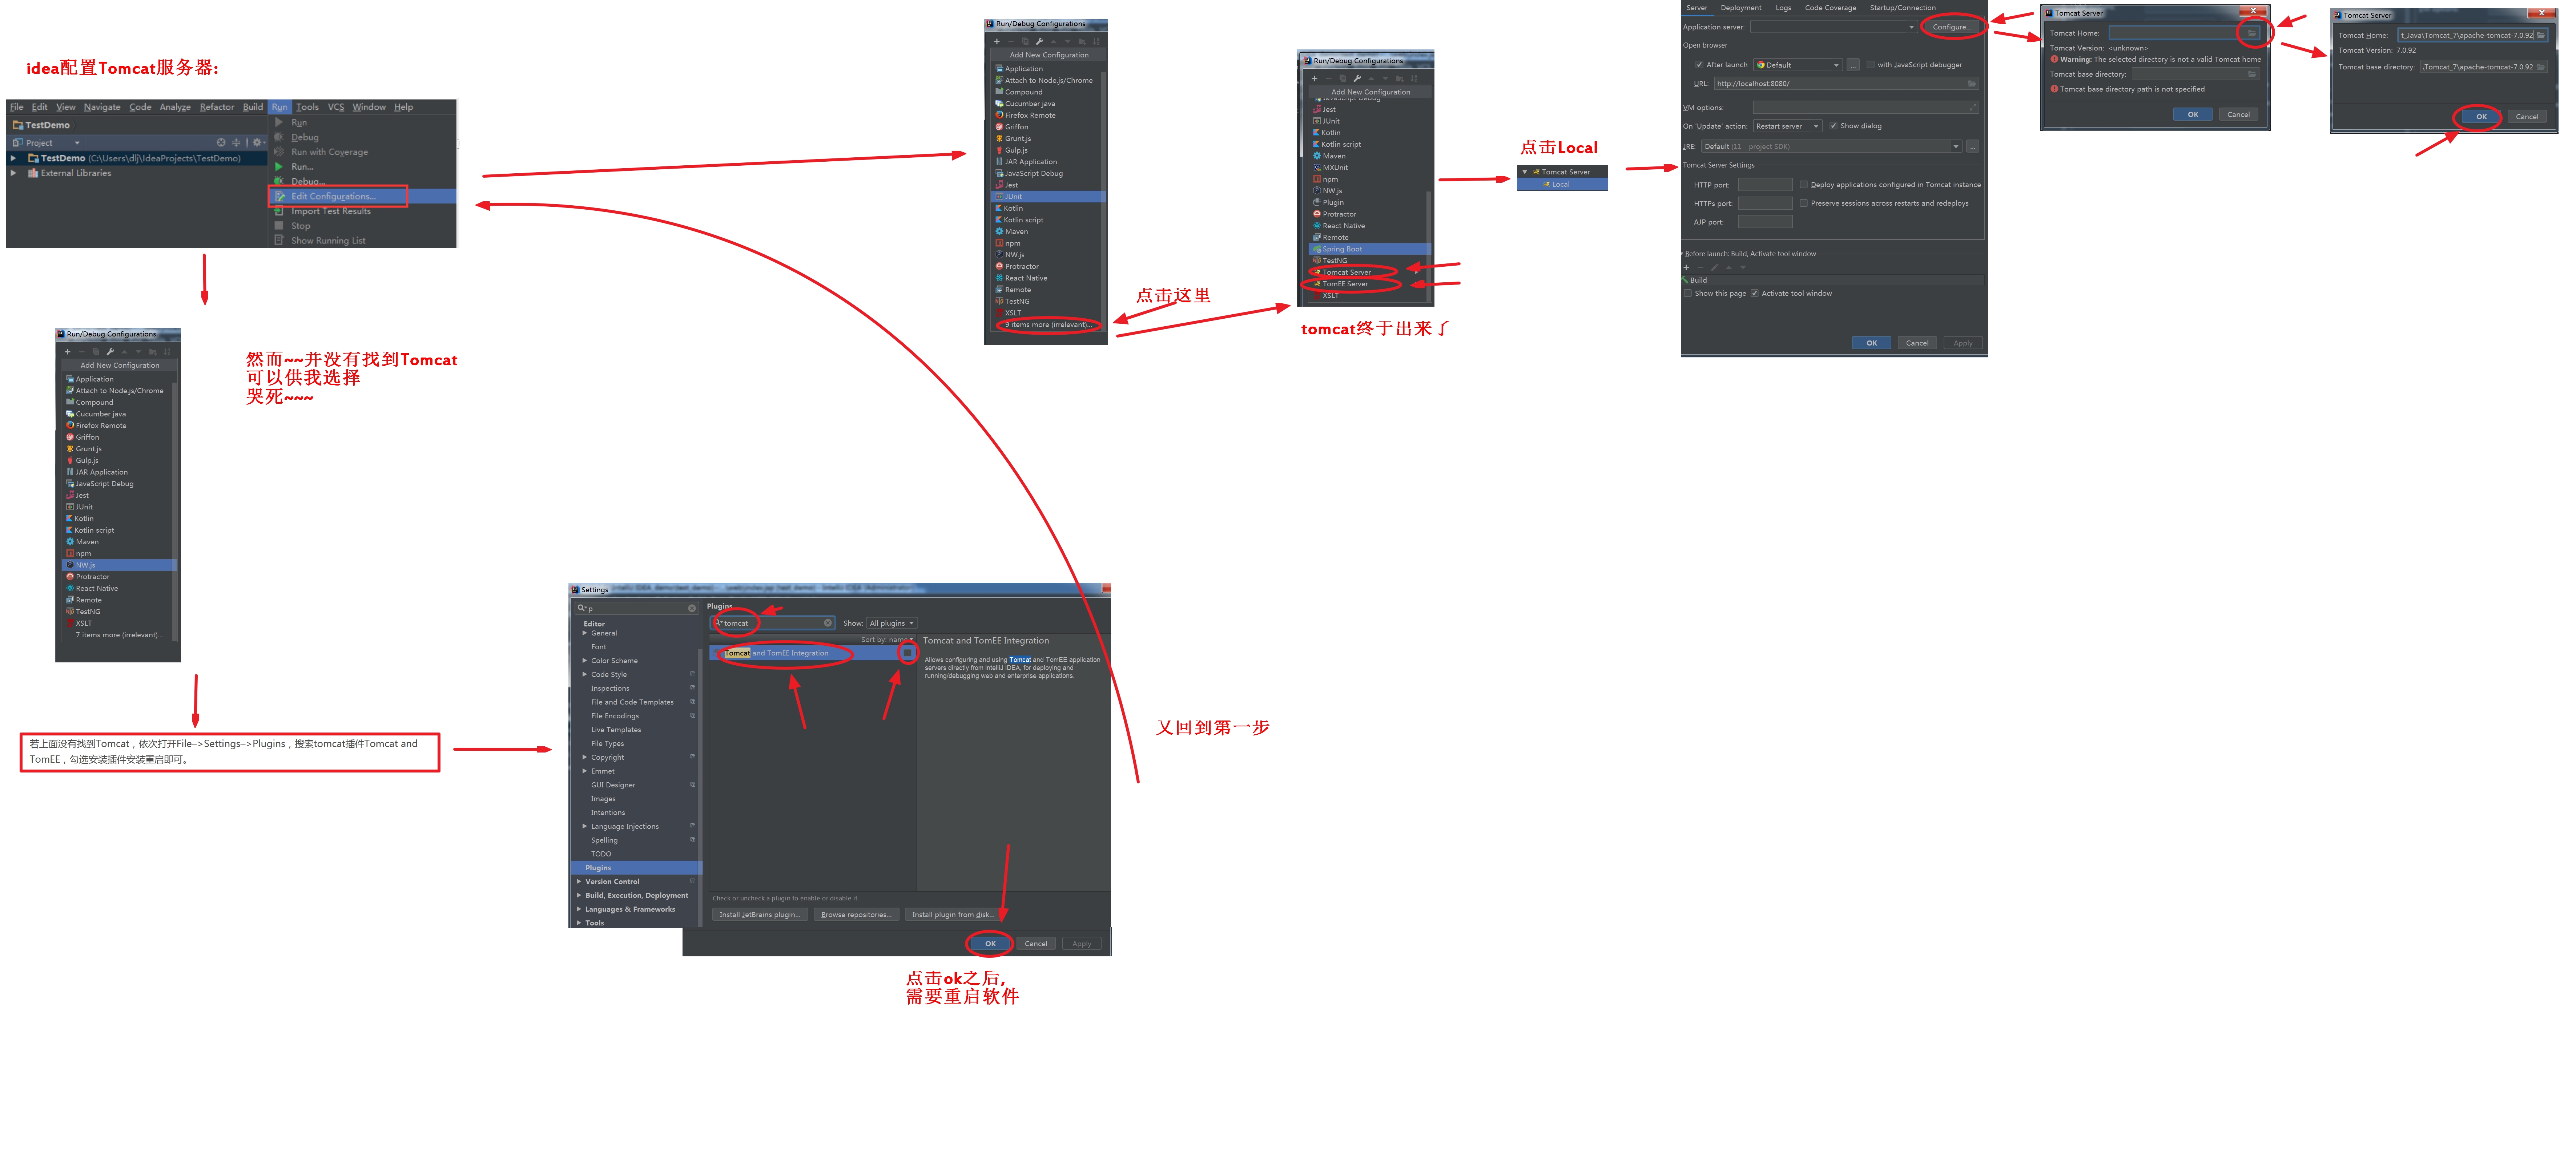 idea配置Tomcat服务器:
File Edit View Navigate Code Analyze Refactor Build Run Tools VCS Window Help
TestDemo
Project
TestDemo (C:\Users\dlj\IdeaProjects\TestDemo)
External Libraries
Run
Debug
Run with Coverage
Run...
Debug...
Edit Configurations...
Import Test Results
Stop
Show Running List
Run/Debug Configurations
Add New Configuration
Application
Attach to Node.js/Chrome
Compound
Cucumber java
Firefox Remote
Griffon
Grunt.js
Gulp.js
JAR Application
JavaScript Debug
Jest
JUnit
Kotlin
Kotlin script
Maven
npm
NW.js
Protractor
React Native
Remote
TestNG
XSLT
7 items more (irrelevant)...
然而~~并没有找到Tomcat
可以供我选择
哭死~~~
若上面没有找到Tomcat，依次打开File–>Settings–>Plugins，搜索tomcat插件Tomcat and
TomEE，勾选安装插件安装重启即可。
Settings
p
Editor
General
Font
Color Scheme
Code Style
Inspections
File and Code Templates
File Encodings
Live Templates
File Types
Copyright
Emmet
GUI Designer
Images
Intentions
Language Injections
Spelling
TODO
Plugins
Version Control
Build, Execution, Deployment
Languages & Frameworks
Tools
Plugins
tomcat
Show: All plugins
Sort by: name
Tomcat and TomEE Integration
Tomcat and TomEE Integration
Allows configuring and using Tomcat and TomEE application
servers directly from IntelliJ IDEA, for deploying and
running/debugging web and enterprise applications.
Check or uncheck a plugin to enable or disable it.
Install JetBrains plugin... Browse repositories... Install plugin from disk...
OK Cancel Apply
点击ok之后,
需要重启软件
又回到第一步
Run/Debug Configurations
Add New Configuration
Application
Attach to Node.js/Chrome
Compound
Cucumber java
Firefox Remote
Griffon
Grunt.js
Gulp.js
JAR Application
JavaScript Debug
Jest
JUnit
Kotlin
Kotlin script
Maven
npm
NW.js
Protractor
React Native
Remote
TestNG
XSLT
9 items more (irrelevant)...
点击这里
Run/Debug Configurations
Add New Configuration
JavaScript Debug
Jest
JUnit
Kotlin
Kotlin script
Maven
MXUnit
npm
NW.js
Plugin
Protractor
React Native
Remote
Spring Boot
TestNG
Tomcat Server
TomEE Server
XSLT
tomcat终于出来了
点击Local
Tomcat Server
Local
Server Deployment Logs Code Coverage Startup/Connection
Application server: Configure...
Open browser
After launch Default ... with JavaScript debugger
URL: http://localhost:8080/
VM options:
On 'Update' action: Restart server Show dialog
JRE: Default (11 - project SDK) ...
Tomcat Server Settings
HTTP port: Deploy applications configured in Tomcat instance
HTTPs port: Preserve sessions across restarts and redeploys
AJP port:
Before launch: Build, Activate tool window
Build
Show this page Activate tool window
OK Cancel Apply
Tomcat Server
Tomcat Home:
Tomcat Version: <unknown>
Warning: The selected directory is not a valid Tomcat home
Tomcat base directory:
Tomcat base directory path is not specified
OK Cancel
Tomcat Server
Tomcat Home: t_Java\Tomcat_7\apache-tomcat-7.0.92
Tomcat Version: 7.0.92
Tomcat base directory: _Tomcat_7\apache-tomcat-7.0.92
OK Cancel